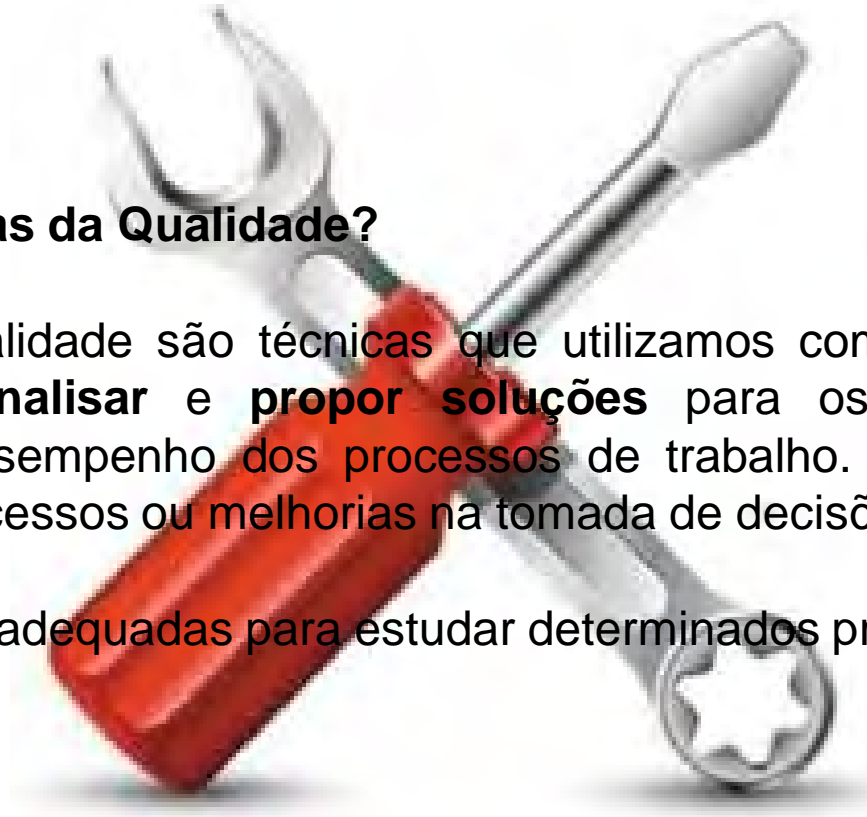 as da Qualidade?
alidade são técnicas que utilizamos com
nalisar e propor soluções para os
sempenho dos processos de trabalho.
cessos ou melhorias na tomada de decisõ
adequadas para estudar determinados pr